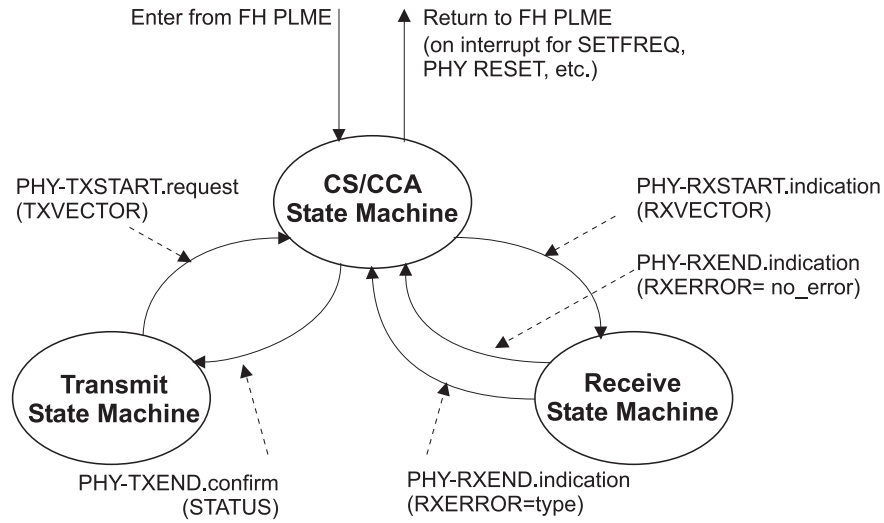 Enter from FH PLME
Return to FH PLME
(on interrupt for SETFREQ,
PHY RESET, etc.)
CS/CCA
State Machine
PHY-TXSTART.request
(TXVECTOR)
PHY-RXSTART.indication
(RXVECTOR)
PHY-RXEND.indication
(RXERROR= no_error)
Transmit
State Machine
Receive
State Machine
PHY-TXEND.confirm
(STATUS)
PHY-RXEND.indication
(RXERROR=type)